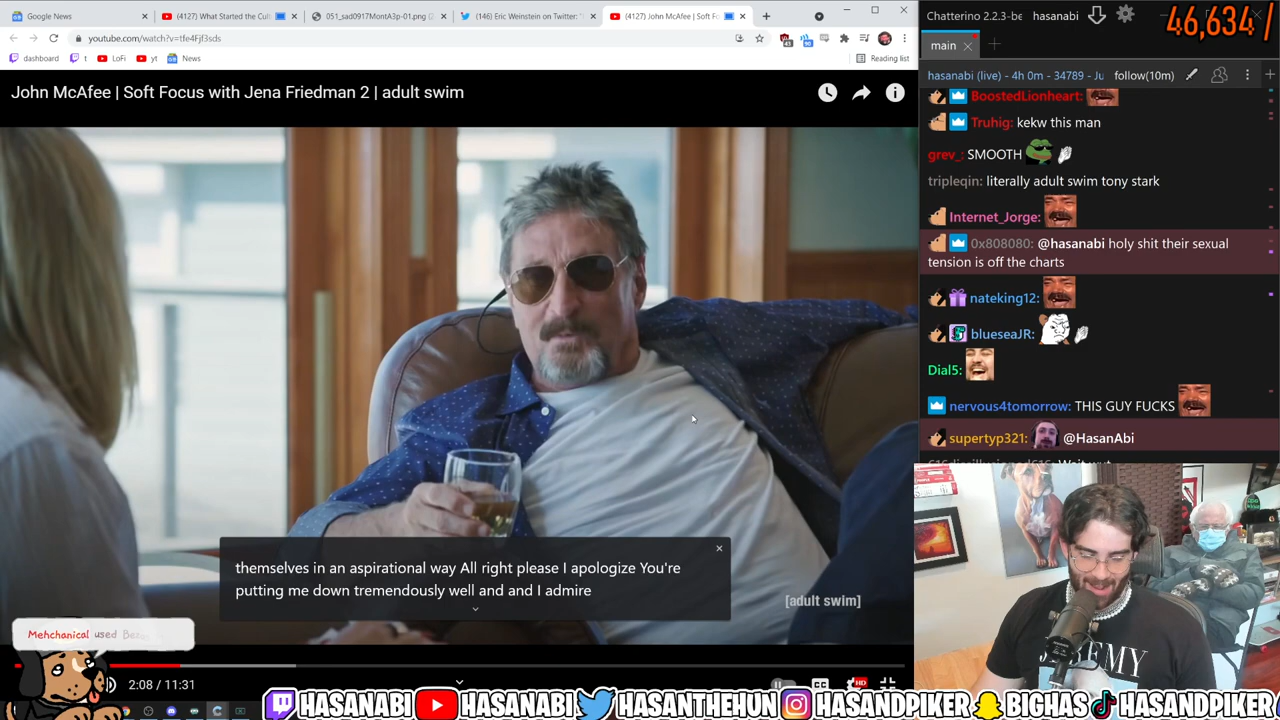 Google News
(4127) What Started the Cult
051_sad0917MontA3p-01.png (
(146) Eric Weinstein on Twitter: "
(4127) John McAfee | Soft Fo
youtube.com/watch?v=tfe4Fjf3sds
dashboard
t
LoFi
yt
News
Reading list
John McAfee | Soft Focus with Jena Friedman 2 | adult swim
themselves in an aspirational way All right please I apologize You're
putting me down tremendously well and and I admire
[adult swim]
Mehchanical used
2:08 / 11:31
Chatterino 2.2.3-be
hasanabi
46,634 /
main
hasanabi (live) - 4h 0m - 34789 - Ju
follow(10m)
BoostedLionheart:
Truhig: kekw this man
grev_: SMOOTH
tripleqin: literally adult swim tony stark
Internet_Jorge:
0x808080: @hasanabi holy shit their sexual
tension is off the charts
nateking12:
blueseaJR:
Dial5:
nervous4tomorrow: THIS GUY FUCKS
supertyp321: @HasanAbi
HASANABI HASANABI HASANTHEHUN HASANDPIKER BIGHAS HASANDPIKER